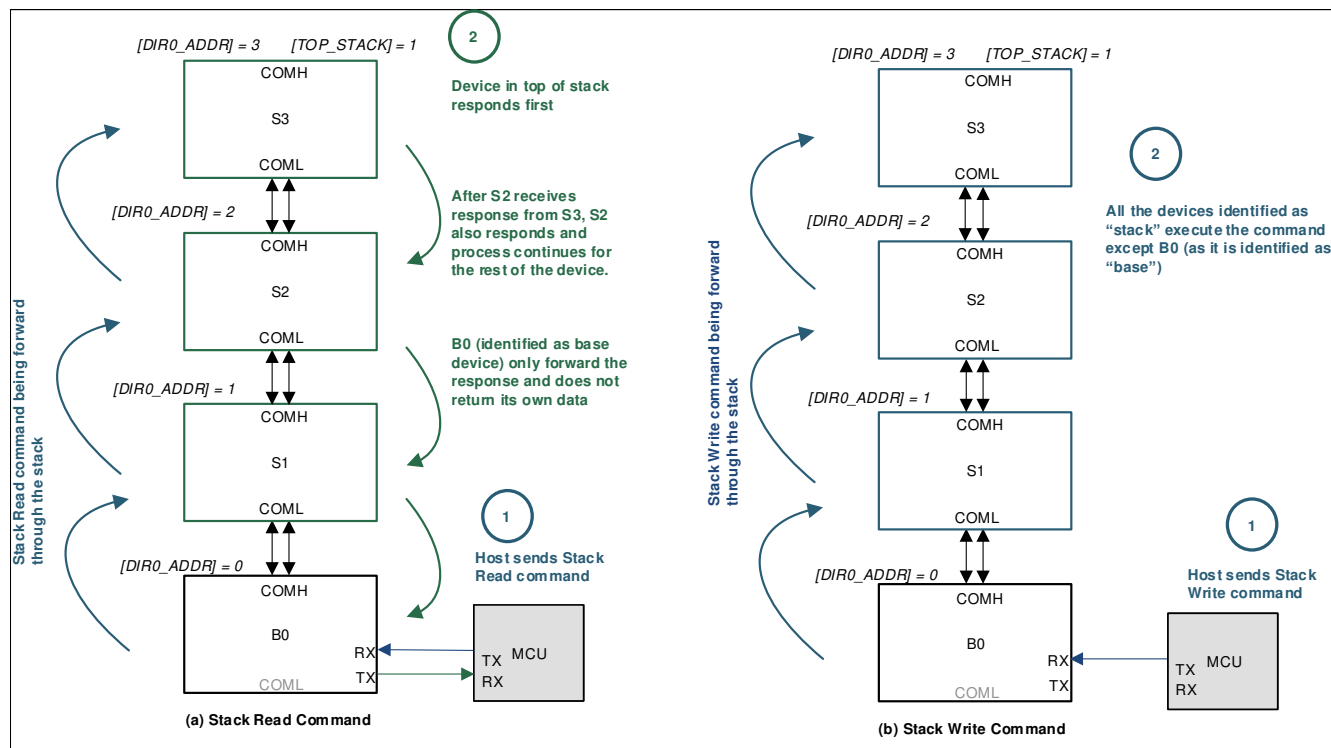 2
[DIR0_ADDR] = 3
[TOP_STACK] = 1
COMH
S3
COML
Device in top of stack
responds first
[DIR0_ADDR] = 2
After S2 receives
response from S3, S2
also responds and
process continues for
the rest of the device.
COMH
S2
COML
Stack Read command being forward
through the stack
[DIR0_ADDR] = 1
B0 (identified as base
device) only forward the
response and does not
return its own data
COMH
S1
COML
1
Host sends Stack
Read command
[DIR0_ADDR] = 0
COMH
B0
COML
RX
TX
TX
RX
MCU
(a) Stack Read Command
[DIR0_ADDR] = 3
[TOP_STACK] = 1
COMH
S3
COML
2
All the devices identified as
“stack” execute the command
except B0 (as it is identified as
“base”)
[DIR0_ADDR] = 2
COMH
S2
COML
Stack Write command being forward
through the stack
[DIR0_ADDR] = 1
COMH
S1
COML
1
Host sends Stack
Write command
[DIR0_ADDR] = 0
COMH
B0
COML
RX
TX
TX
RX
MCU
(b) Stack Write Command